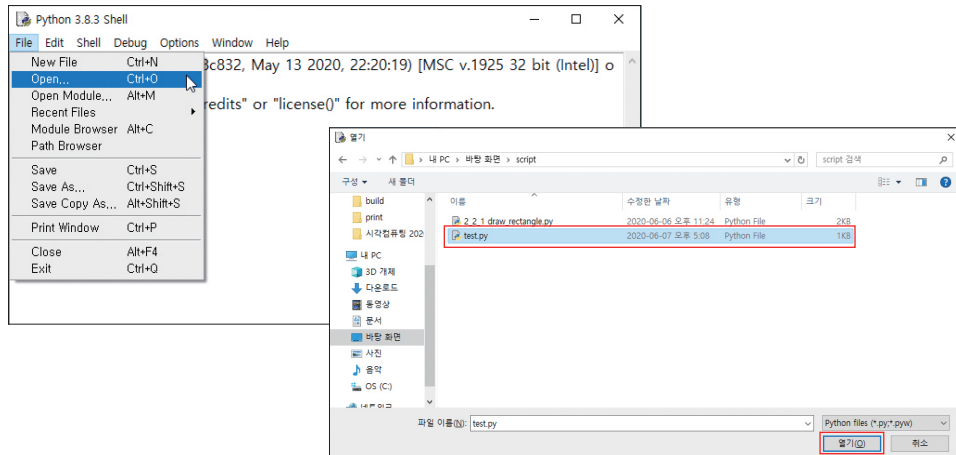 Python 3.8.3 Shell
File Edit Shell Debug Options Window Help
New File Ctrl+N
Open... Ctrl+O
Open Module... Alt+M
Recent Files
Module Browser Alt+C
Path Browser
Save Ctrl+S
Save As... Ctrl+Shift+S
Save Copy As... Alt+Shift+S
Print Window Ctrl+P
Close Alt+F4
Exit Ctrl+Q
8c832, May 13 2020, 22:20:19) [MSC v.1925 32 bit (Intel)] o
redits" or "license()" for more information.
열기
내 PC > 바탕 화면 > script
script 검색
구성 새 폴더
build
print
시각컴퓨팅 202
내 PC
3D 개체
다운로드
동영상
문서
바탕 화면
사진
음악
OS (C:)
네트워크
이름 수정한 날짜 유형 크기
2_2_1 draw_rectangle.py 2020-06-06 오후 11:24 Python File 2KB
test.py 2020-06-07 오후 5:08 Python File 1KB
파일 이름(N): test.py
Python files (*.py;*.pyw)
열기(O) 취소